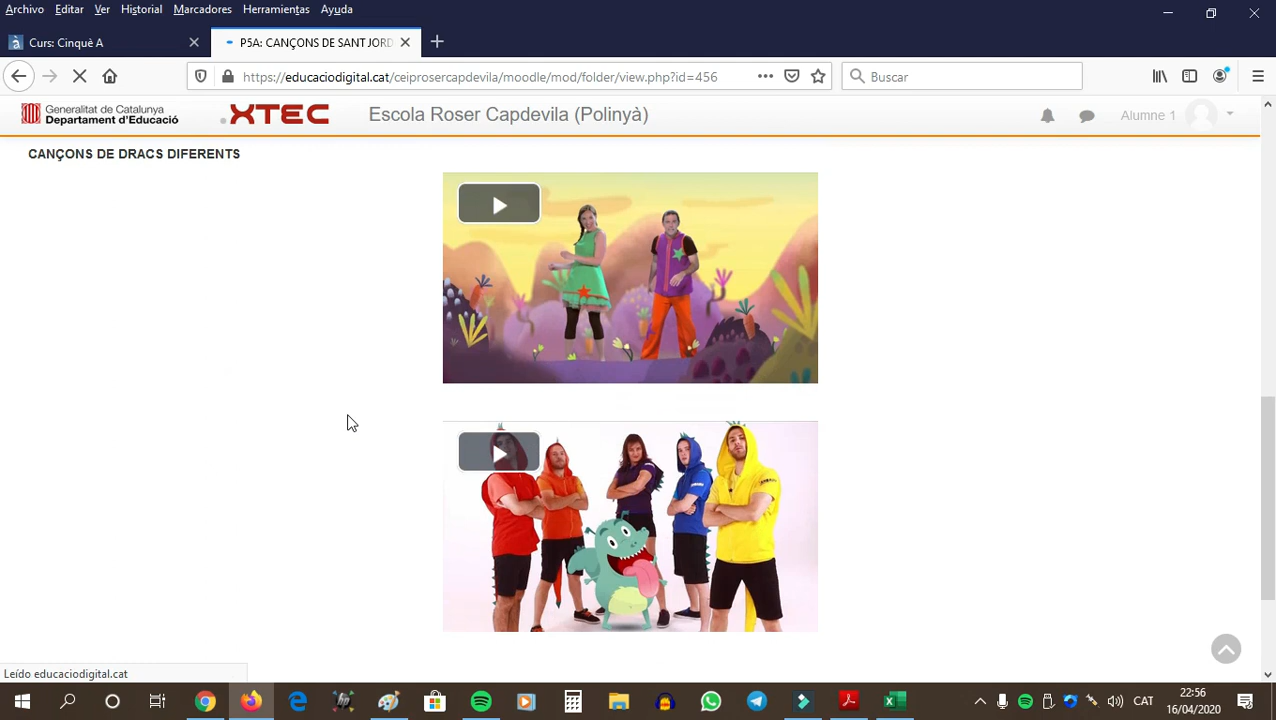 Archivo Editar Ver Historial Marcadores Herramientas Ayuda
Curs: Cinquè A
P5A: CANÇONS DE SANT JORD
https://educaciodigital.cat/ceiprosercapdevila/moodle/mod/folder/view.php?id=456
Buscar
Generalitat de Catalunya
Departament d'Educació
XTEC
Escola Roser Capdevila (Polinyà)
Alumne 1
CANÇONS DE DRACS DIFERENTS
Leído educaciodigital.cat
CAT
22:56
16/04/2020